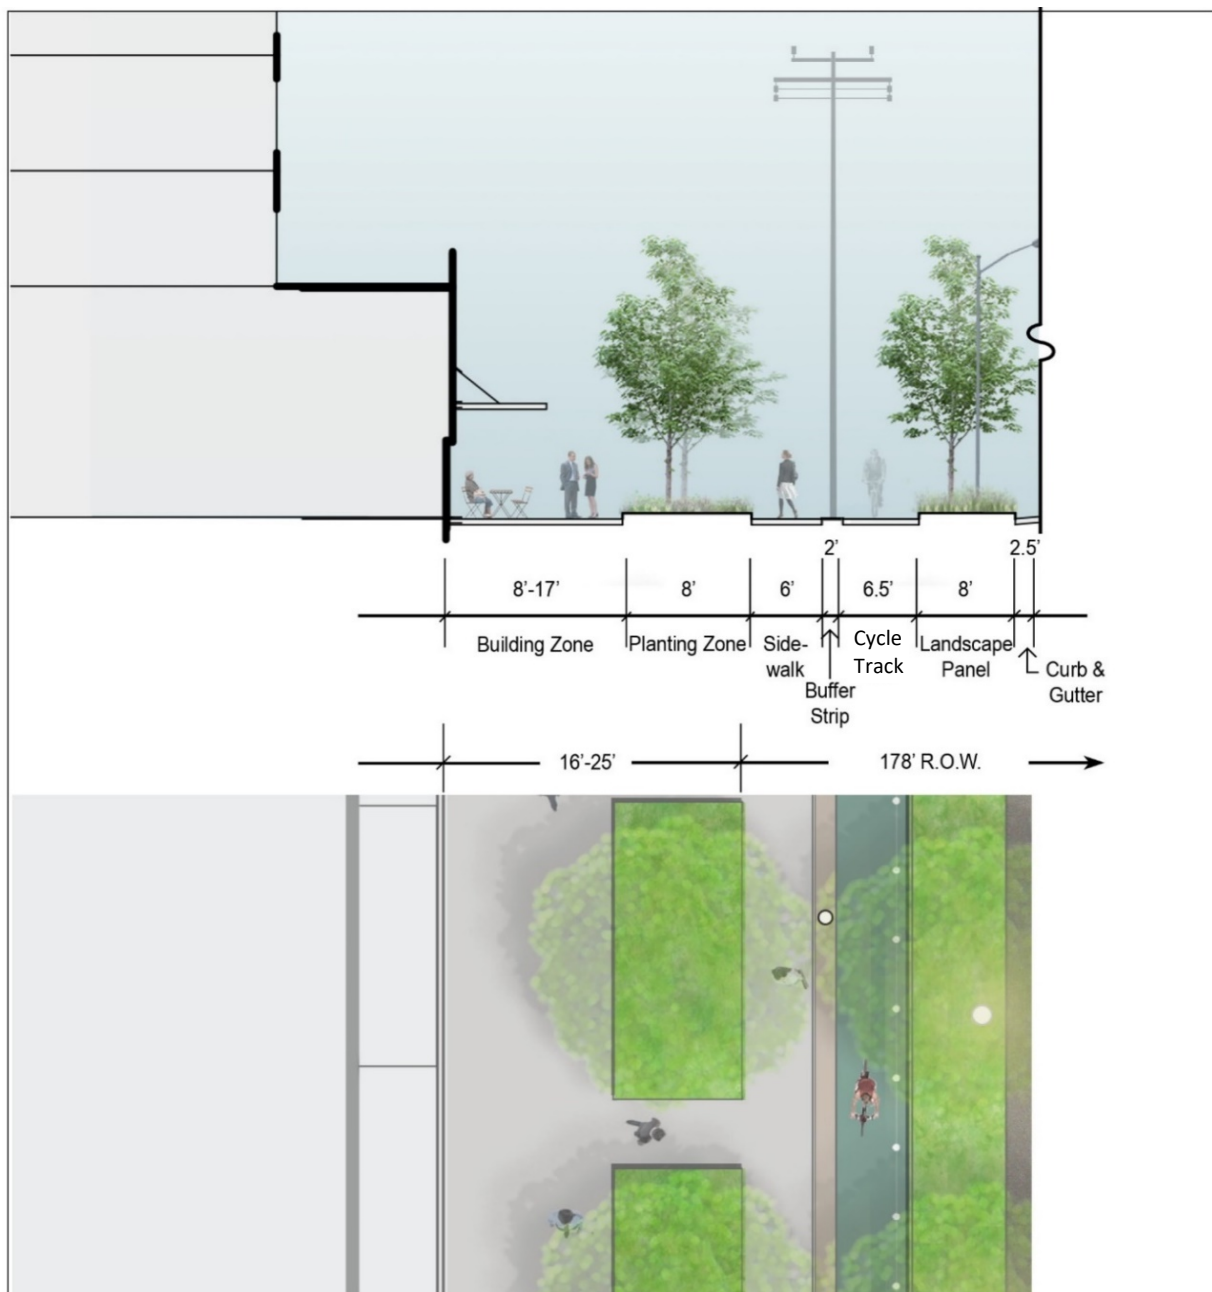 2’
2.5’
8’-17’
8’
6’
6.5’
8’
Building Zone
Planting Zone
Side-
walk
Buffer
Strip
Cycle
Track
Landscape
Panel
Curb &
Gutter
16’-25’
178’ R.O.W.